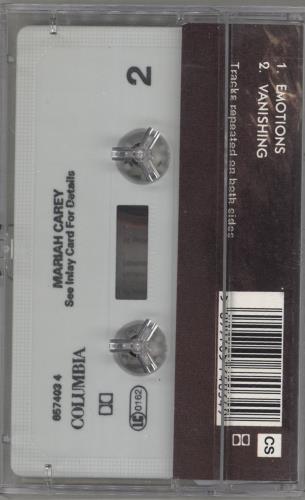 2
MARIAH CAREY
See Inlay Card For Details
COLUMBIA
657403 4
LC 0162
1. EMOTIONS
2. VANISHING
Tracks repeated on both sides
CS